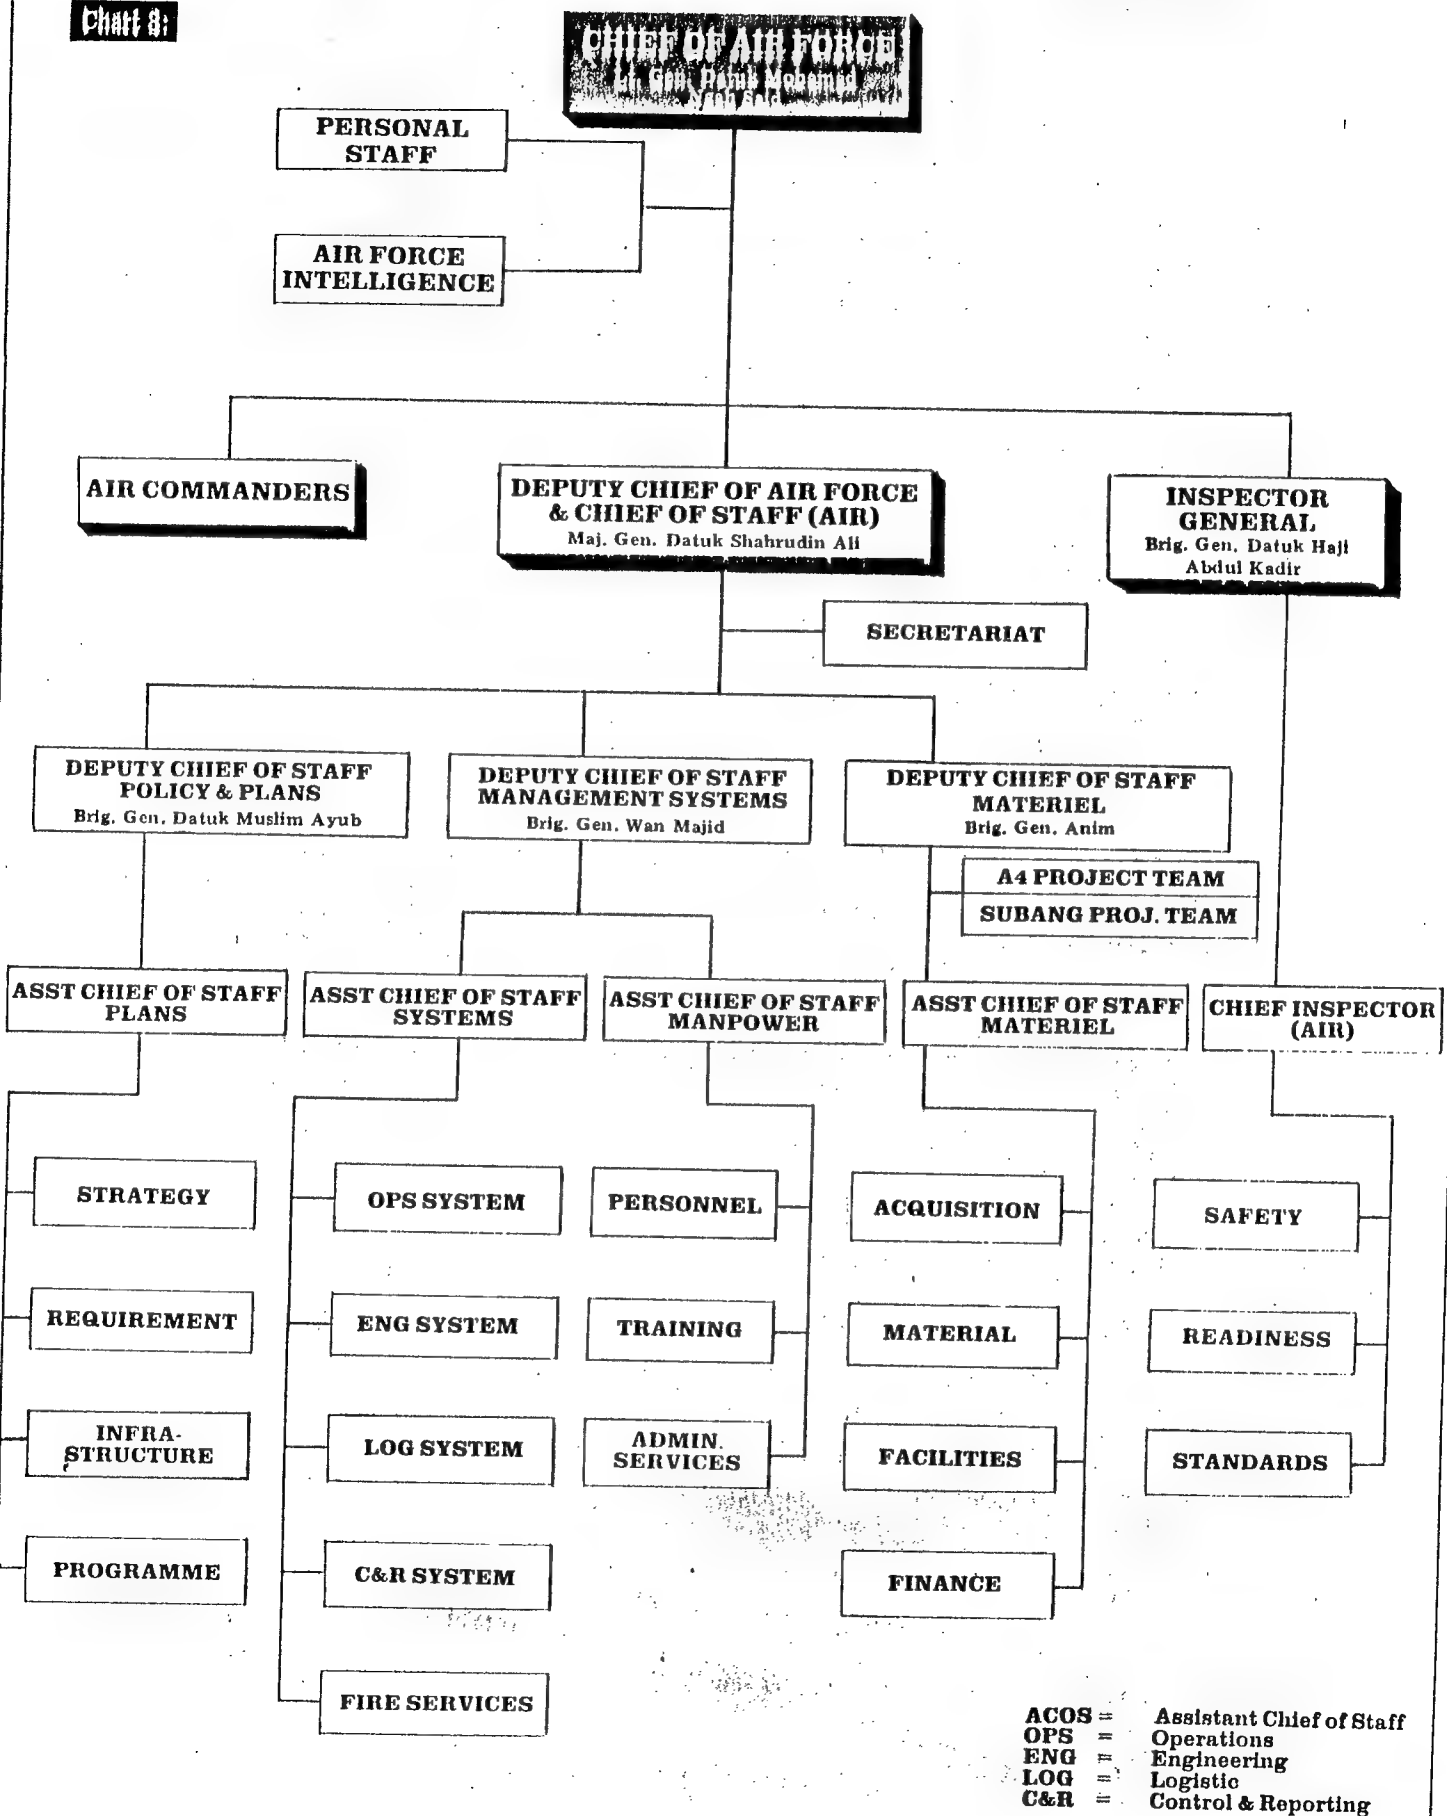 Chart 8:
CHIEF OF AIR FORCE
Lt. Gen. Datuk Mohamed
PERSONAL
STAFF
AIR FORCE
INTELLIGENCE
AIR COMMANDERS
DEPUTY CHIEF OF AIR FORCE
& CHIEF OF STAFF (AIR)
Maj. Gen. Datuk Shahrudin Ali
INSPECTOR
GENERAL
Brig. Gen. Datuk Haji
Abdul Kadir
SECRETARIAT
DEPUTY CHIEF OF STAFF
POLICY & PLANS
Brig. Gen. Datuk Muslim Ayub
DEPUTY CHIEF OF STAFF
MANAGEMENT SYSTEMS
Brig. Gen. Wan Majid
DEPUTY CHIEF OF STAFF
MATERIEL
Brig. Gen. Anim
A4 PROJECT TEAM
SUBANG PROJ. TEAM
ASST CHIEF OF STAFF
PLANS
ASST CHIEF OF STAFF
SYSTEMS
ASST CHIEF OF STAFF
MANPOWER
ASST CHIEF OF STAFF
MATERIEL
CHIEF INSPECTOR
(AIR)
STRATEGY
OPS SYSTEM
PERSONNEL
ACQUISITION
SAFETY
REQUIREMENT
ENG SYSTEM
TRAINING
MATERIAL
READINESS
INFRA-
STRUCTURE
LOG SYSTEM
ADMIN.
SERVICES
FACILITIES
STANDARDS
PROGRAMME
C&R SYSTEM
FINANCE
FIRE SERVICES
ACOS = Assistant Chief of Staff
OPS = Operations
ENG = Engineering
LOG = Logistic
C&R = Control & Reporting